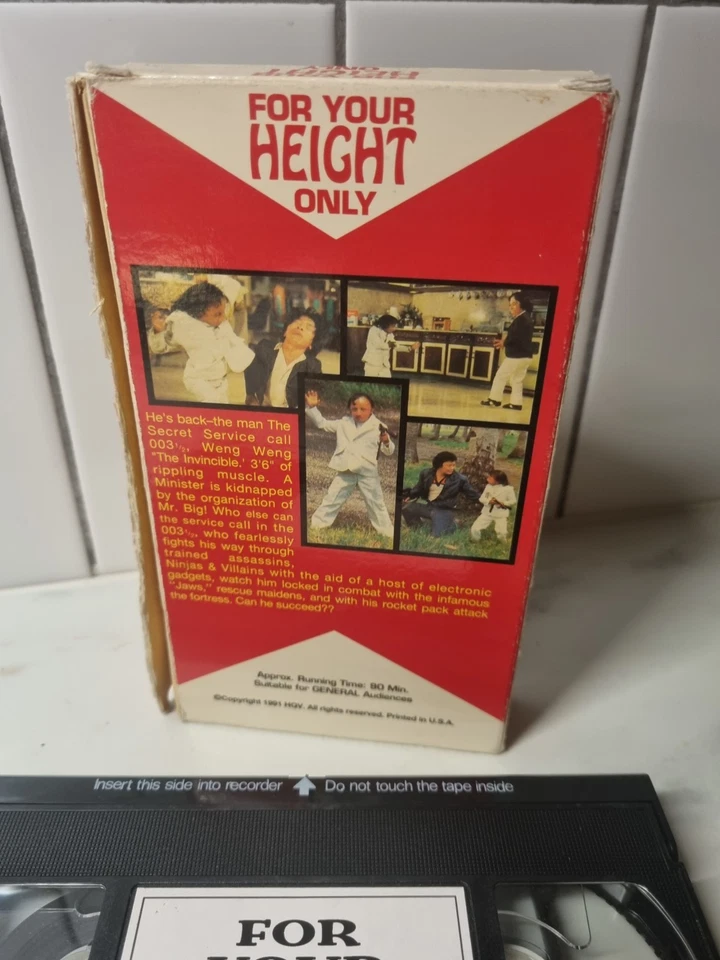 HEIGHT
ONLY
FOR YOUR
HEIGHT
ONLY
He's back–the man The
Secret Service call
003½, Weng Weng
"The Invincible.' 3'6" of
rippling muscle. A
Minister is kidnapped
by the organization of
Mr. Big! Who else can
the service call in the
003½, who fearlessly
fights his way through
trained assassins,
Ninjas & Villains with the aid of a host of electronic
gadgets, watch him locked in combat with the infamous
"Jaws," rescue maidens, and with his rocket pack attack
the fortress. Can he succeed??
Approx. Running Time: 80 Min.
Suitable for GENERAL Audiences
©Copyright 1991 HQV. All rights reserved. Printed in U.S.A.
Insert this side into recorder Do not touch the tape inside
FOR
YOUR